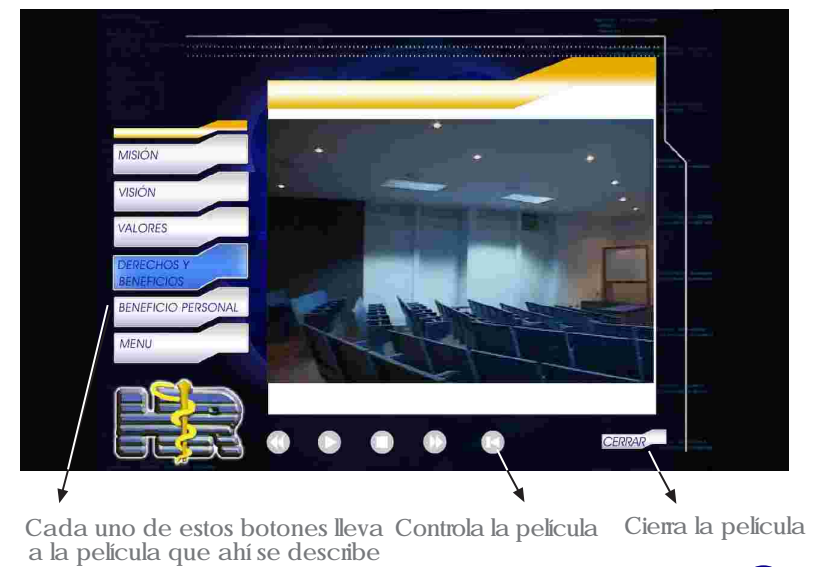 MISIÓN
VISIÓN
VALORES
DERECHOS Y
BENEFICIOS
BENEFICIO PERSONAL
MENU
HR
CERRAR
Cada uno de estos botones lleva
a la película que ahí se describe
Controla la película
Cierra la película